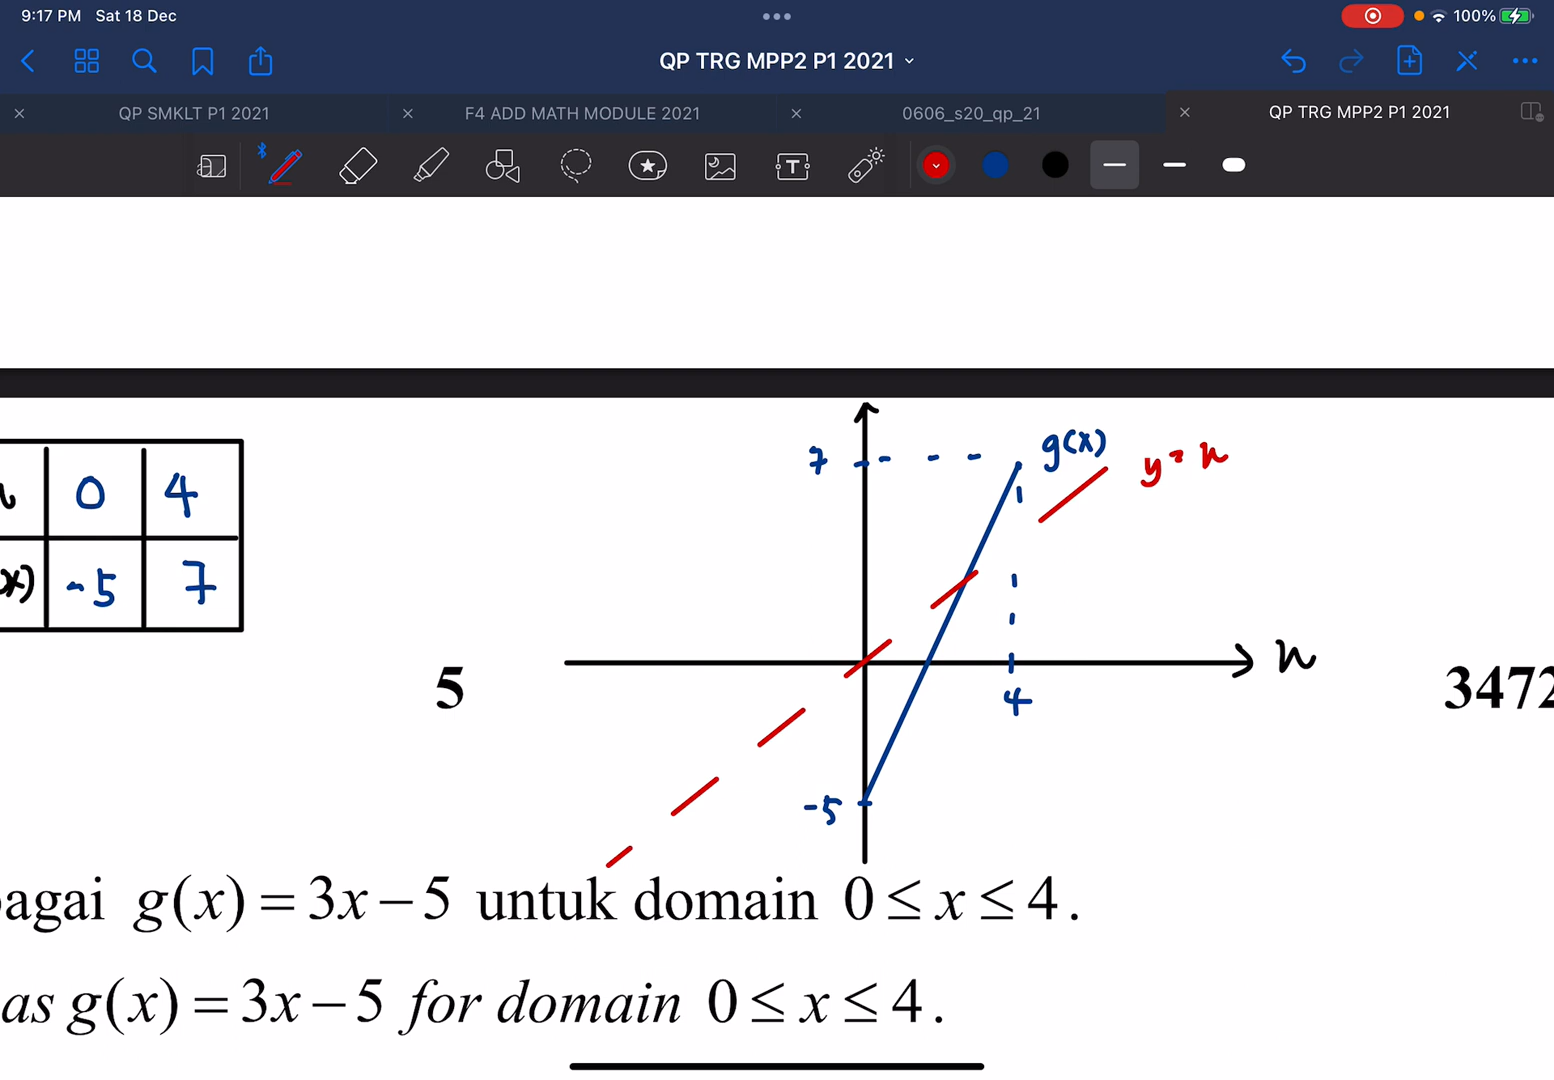 9:17 PM Sat 18 Dec
100%
QP TRG MPP2 P1 2021
QP SMKLT P1 2021
F4 ADD MATH MODULE 2021
0606_s20_qp_21
QP TRG MPP2 P1 2021
7
g(x)
y = x
0 4
x) -5 7
x
4
5
3472
-5
agai g(x) = 3x − 5 untuk domain 0 ≤ x ≤ 4.
as g(x) = 3x − 5 for domain 0 ≤ x ≤ 4.